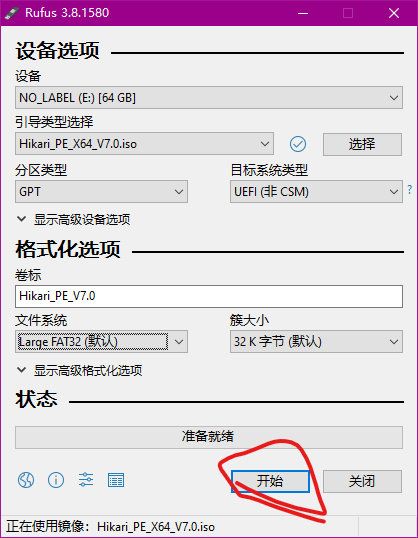 Rufus 3.8.1580
设备选项
设备
NO_LABEL (E:) [64 GB]
引导类型选择
Hikari_PE_X64_V7.0.iso
选择
分区类型
目标系统类型
GPT
UEFI (非 CSM)
?
显示高级设备选项
格式化选项
卷标
Hikari_PE_V7.0
文件系统
簇大小
Large FAT32 (默认)
32 K 字节 (默认)
显示高级格式化选项
状态
准备就绪
开始
关闭
正在使用镜像: Hikari_PE_X64_V7.0.iso